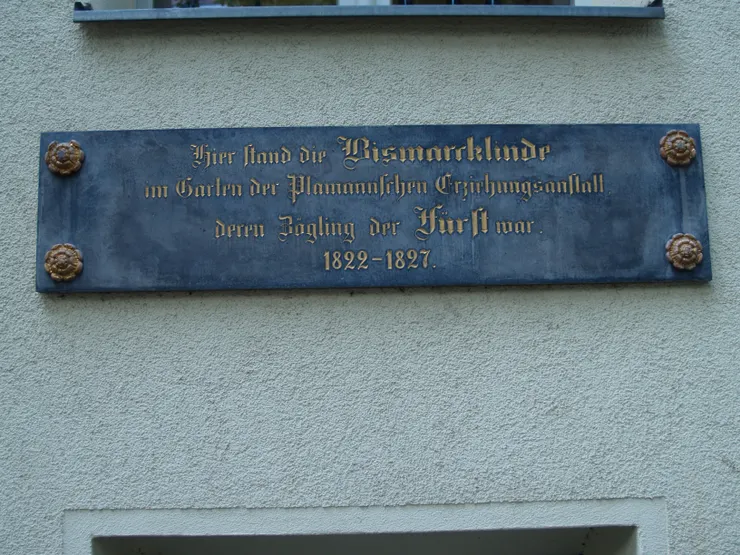 Hier stand die Bismarcklinde
im Garten der Plamannschen Erziehungsanstalt,
deren Zögling der Fürst war.
1822-1827.